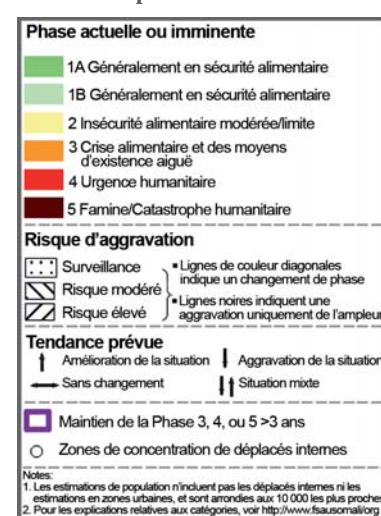 Phase actuelle ou imminente
1A Généralement en sécurité alimentaire
1B Généralement en sécurité alimentaire
2 Insécurité alimentaire modérée/limite
3 Crise alimentaire et des moyens
d'existence aiguë
4 Urgence humanitaire
5 Famine/Catastrophe humanitaire
Risque d'aggravation
Surveillance
Risque modéré
Risque élevé
▪ Lignes de couleur diagonales
indique un changement de phase
▪ Lignes noires indiquent une
aggravation uniquement de l'ampleur
Tendance prévue
Amélioration de la situation
Aggravation de la situation
Sans changement
Situation mixte
Maintien de la Phase 3, 4, ou 5 >3 ans
Zones de concentration de déplacés internes
Notes:
1. Les estimations de population n'incluent pas les déplacés internes ni les
estimations en zones urbaines, et sont arrondies aux 10 000 les plus proches
2. Pour les explications relatives aux catégories, voir http://www.fsausomali/org